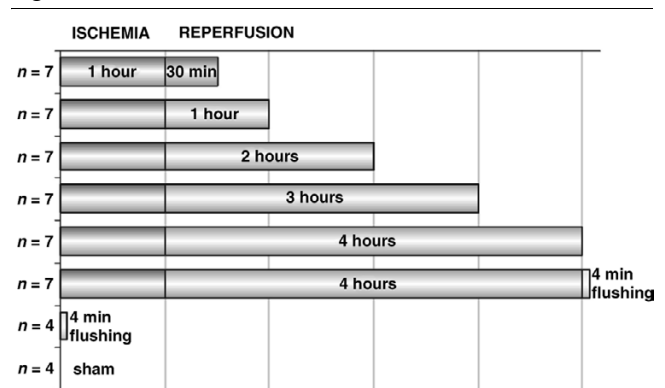 ISCHEMIA REPERFUSION
n = 7 1 hour 30 min
n = 7 1 hour
n = 7 2 hours
n = 7 3 hours
n = 7 4 hours
n = 7 4 hours 4 min
flushing
n = 4 4 min
flushing
n = 4 sham